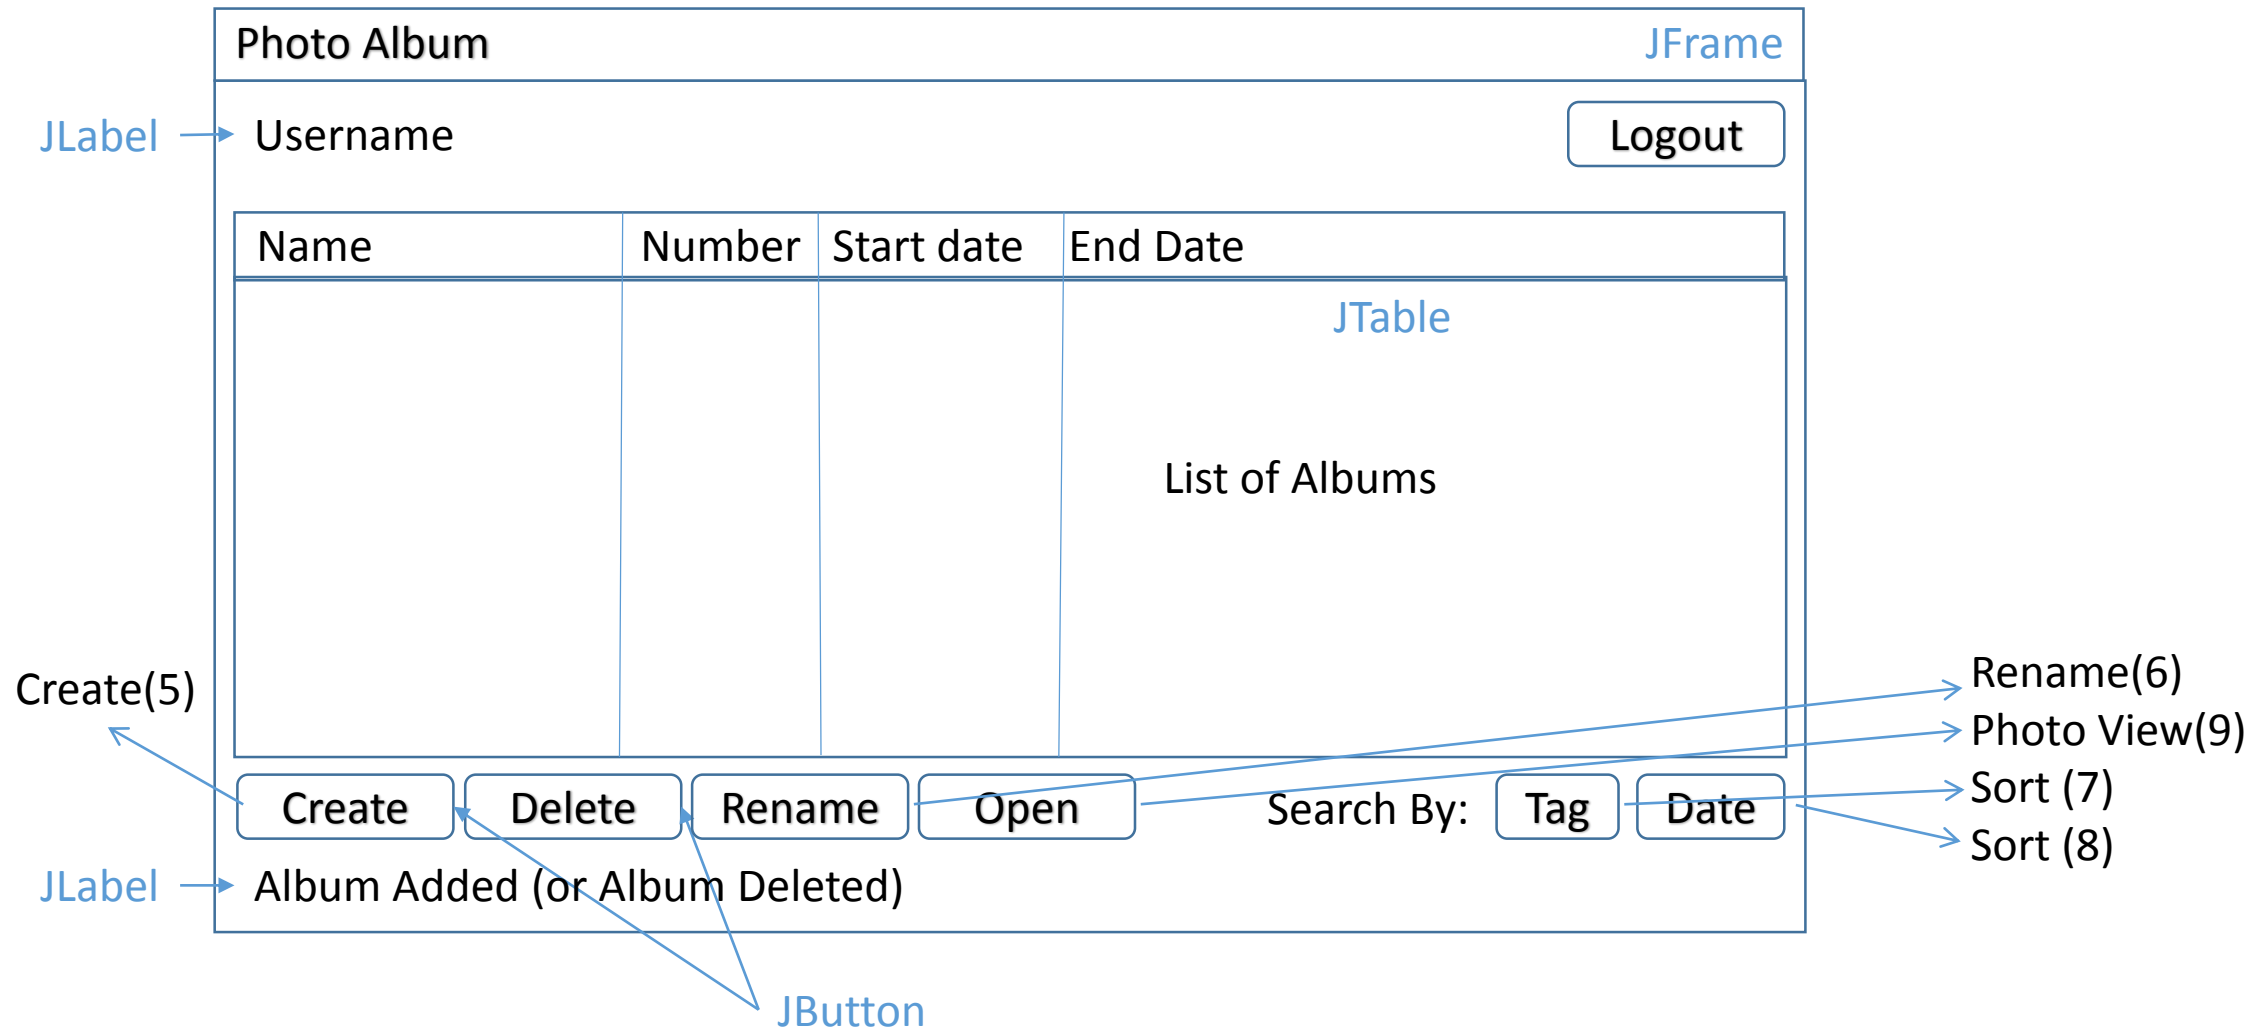 Photo Album JFrame
JLabel Username Logout
Name Number Start date End Date
JTable
List of Albums
Create(5)
Rename(6)
Photo View(9)
Sort (7)
Sort (8)
Create Delete Rename Open Search By: Tag Date
JLabel Album Added (or Album Deleted)
JButton